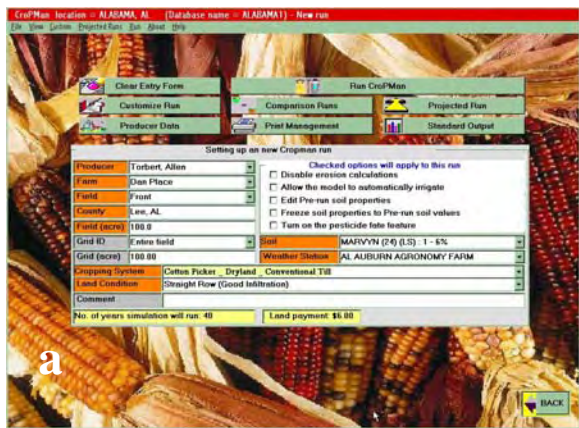 CroPMan location = ALABAMA, AL (Database name = ALABAMA1) - New run
File View Custom Projected Runs Run About Help
Clear Entry Form Run CroPMan
Customize Run Comparison Runs Projected Run
Producer Data Print Management Standard Output
Setting up an new Cropman run
Producer Torbert, Allen
Farm Dan Place
Field Front
County Lee, AL
Field (acre) 100.0
Checked options will apply to this run
Disable erosion calculations
Allow the model to automatically irrigate
Edit Pre-run soil properties
Freeze soil properties to Pre-run soil values
Turn on the pesticide fate feature
Grid ID Entire field Soil MARVYN (24) (LS) : 1 - 6%
Grid (acre) 100.00 Weather Station AL AUBURN AGRONOMY FARM
Cropping System Cotton Picker _ Dryland _ Conventional Till
Land Condition Straight Row (Good Infiltration)
Comment
No. of years simulation will run: 40 Land payment: $6.00
a
BACK